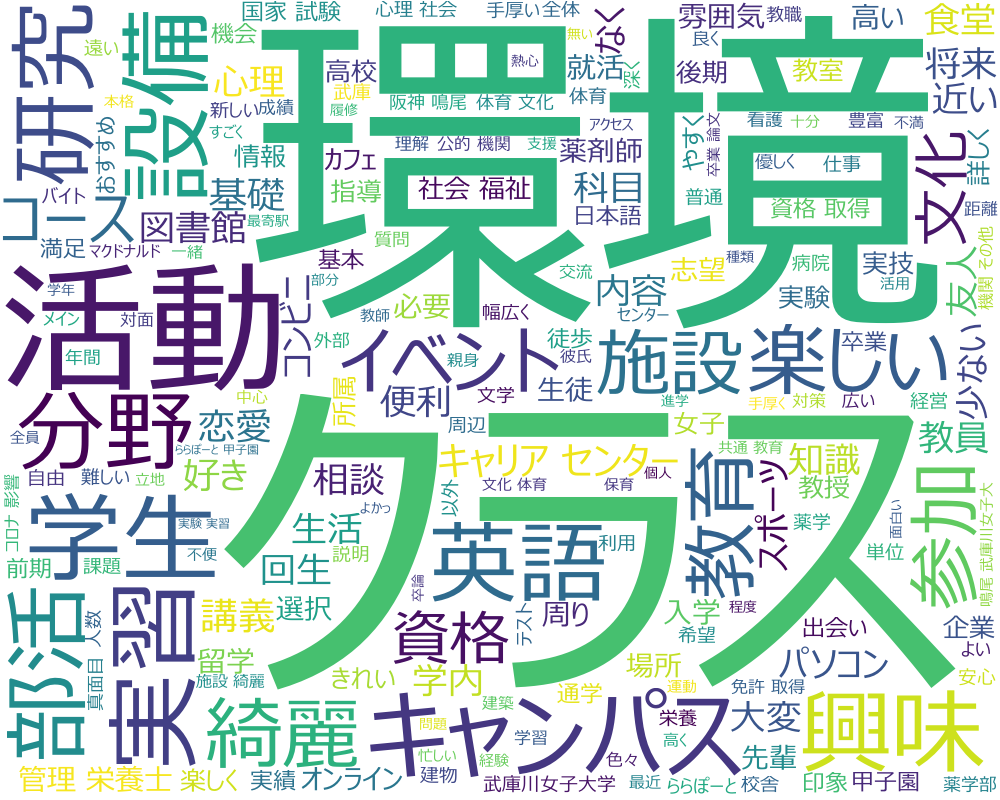 国家 試験
心理 社会
手厚い
全体
無い
雰囲気
教職
高い
食堂
遠い
機会
なく
良く
研究
設備
環境
心理
高校
熱心
就活
深く
後期
教室
将来
本格
新しい
成績
武庫
履修
阪神 鳴尾
体育 文化
体育
近い
すごく
おすすめ
情報
カフェ
理解
公的 機関
支援
アクセス
卒業 論文
看護
十分
豊富
不満
やすく
文化
詳しく
バイト
基礎
指導
社会 福祉
薬剤師
科目
優しく
仕事
コース
図書館
最寄駅
日本語
普通
資格 取得
距離
満足
マクドナルド
一緒
質問
基本
志望
種類
病院
実技
友人
機関 その他
学年
部分
交流
内容
センター
実験
活用
活動
メイン
対面
コンビニ
教師
必要
幅広く
年間
外部
イベント
徒歩
施設
楽しい
卒業
少ない
親身
彼氏
生徒
分野
中心
所属
便利
文学
進学
手厚く
対策
広い
経営
全員
恋愛
ららぽーと 甲子園
クラス
周辺
女子
共通 教育
教員
自由
難しい
立地
好き
相談
キャリア センター
個人
知識
コロナ 影響
学生
実験 実習
よかっ
以外
文化 体育
保育
教育
スポーツ
教授
参加
生活
英語
薬学
面白い
鳴尾 武庫川女子大
前期
課題
不便
回生
説明
利用
単位
部活
人数
実習
講義
選択
卒論
テスト
周り
入学
程度
希望
出会い
企業
資格
よい
真面目
留学
施設 綺麗
きれい
学内
場所
パソコン
安心
綺麗
キャンパス
建築
通学
運動
免許 取得
興味
問題
栄養
大変
忙しい
学習
色々
高く
先輩
管理 栄養士
楽しく
実績
オンライン
建物
経験
武庫川女子大学
最近
ららぽーと
校舎
印象
甲子園
薬学部